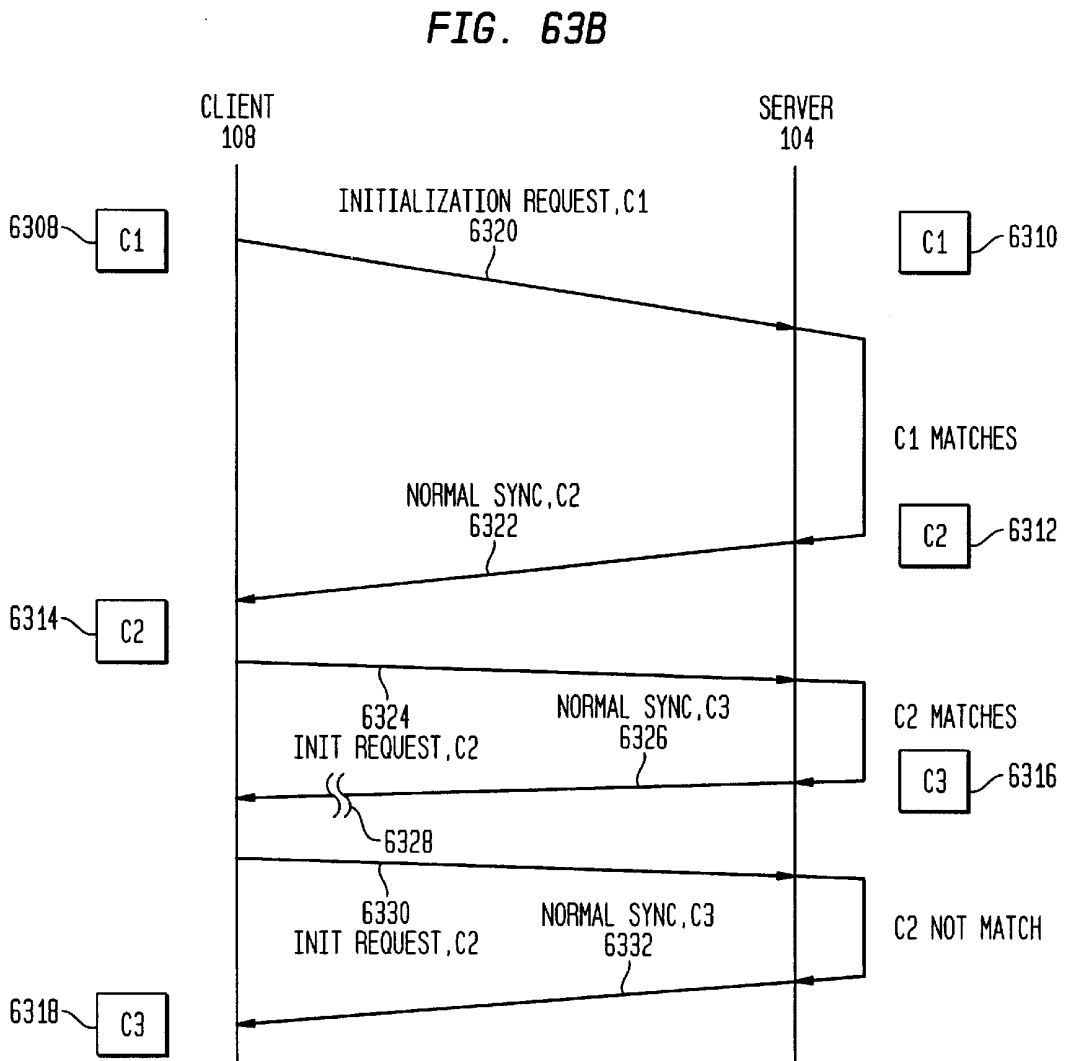 FIG. 63B
CLIENT
108
SERVER
104
INITIALIZATION REQUEST,C1
6320
6308
C1
C1
6310
C1 MATCHES
NORMAL SYNC,C2
6322
C2
6312
6314
C2
6324
INIT REQUEST,C2
NORMAL SYNC,C3
6326
C2 MATCHES
C3
6316
6328
6330
INIT REQUEST,C2
NORMAL SYNC,C3
6332
C2 NOT MATCH
6318
C3